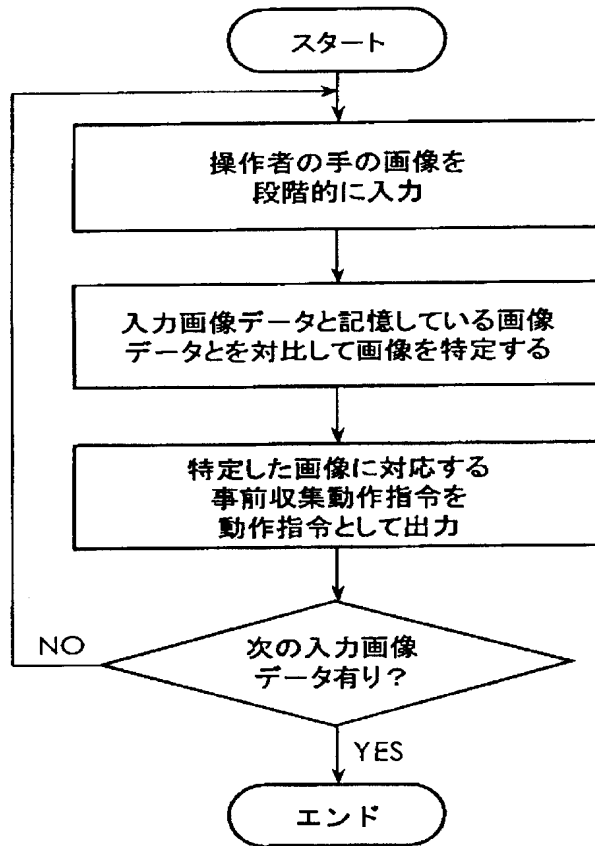 スタート
操作者の手の画像を
段階的に入力
入力画像データと記憶している画像
データとを対比して画像を特定する
特定した画像に対応する
事前収集動作指令を
動作指令として出力
次の入力画像
データ有り?
NO
YES
エンド